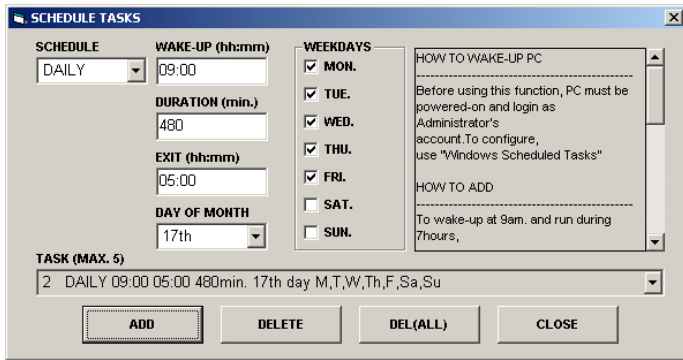 SCHEDULE TASKS
SCHEDULE
DAILY
WAKE-UP (hh:mm)
09:00
DURATION (min.)
480
EXIT (hh:mm)
05:00
DAY OF MONTH
17th
WEEKDAYS
MON.
TUE.
WED.
THU.
FRI.
SAT.
SUN.
HOW TO WAKE-UP PC
------------------------------------------------------
Before using this function, PC must be
powered-on and login as
Administrator's
account.To configure,
use "Windows Scheduled Tasks"
HOW TO ADD
------------------------------------------------------
To wake-up at 9am. and run during
7hours,
TASK (MAX. 5)
2 DAILY 09:00 05:00 480min. 17th day M,T,W,Th,F,Sa,Su
ADD
DELETE
DEL(ALL)
CLOSE